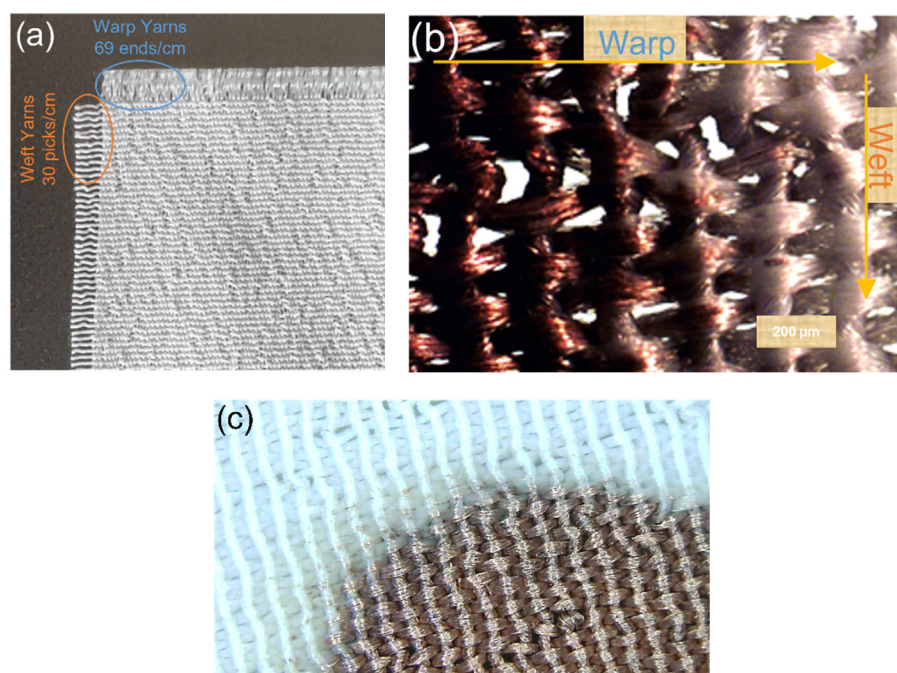 (a)
Warp Yarns
69 ends/cm
Weft Yarns
30 picks/cm
(b)
Warp
Weft
200 μm
(c)